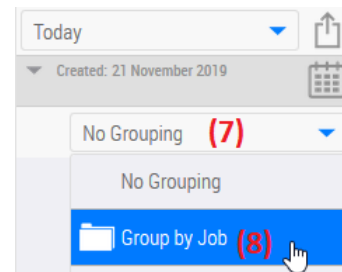 Today
Created: 21 November 2019
No Grouping (7)
No Grouping
Group by Job (8)